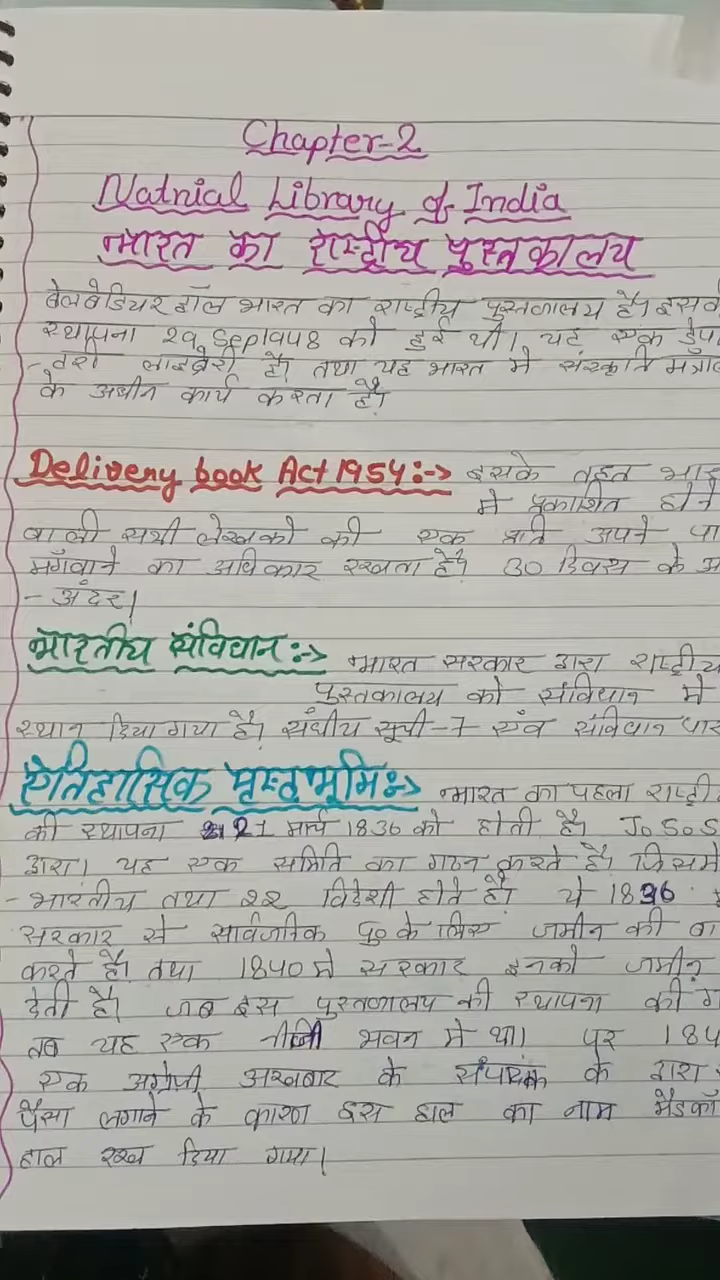 Chapter-2
Natnial Library of India
भारत का राष्ट्रीय पुस्तकालय
बेलवेडियर हॉल भारत का राष्ट्रीय पुस्तकालय है। इसक
स्थापना 29 Sep 1948 को हुई थी। यह एक डेपा
-टरी लाइब्रेरी है। तथा यह भारत मे संस्कृति मंत्राल
के अधीन कार्य करता है।
Delivery book Act 1954:->  इसके तहत भार
मे प्रकाशित होने
वाली सभी लेखको की एक प्रति अपने पा
मँगवाने का अधिकार रखता है। 30 दिवस के अ
- अंदर।
भारतीय संविधान:-> भारत सरकार द्वारा राष्ट्रीय
पुस्तकालय को संविधान मे
स्थान दिया गया है। संघीय सूची-7 एंव संविधान
ऐतिहासिक पृष्ठभूमि:-> भारत का पहला राष्ट्री
की स्थापना 21 मार्च 1836 को होती है। J.S.S
द्वारा। यह एक समिति का गठन करते है। जिसमे
- भारतीय तथा 22 विदेशी होते है। ये 1836
सरकार से सार्वजनिक पु० के लिए जमीन की
करते है। तथा 1840 मे सरकार इनको जमीन
देती है। जब इस पुस्तकालय की स्थापना की ग
तब यह एक नीजी भवन मे था। पर 184
एक अंग्रेजी अखबार के संपादक के द्वारा
पैसा लगाने के कारण इस हाल का नाम मैडकॉ
हाल रख दिया गया।